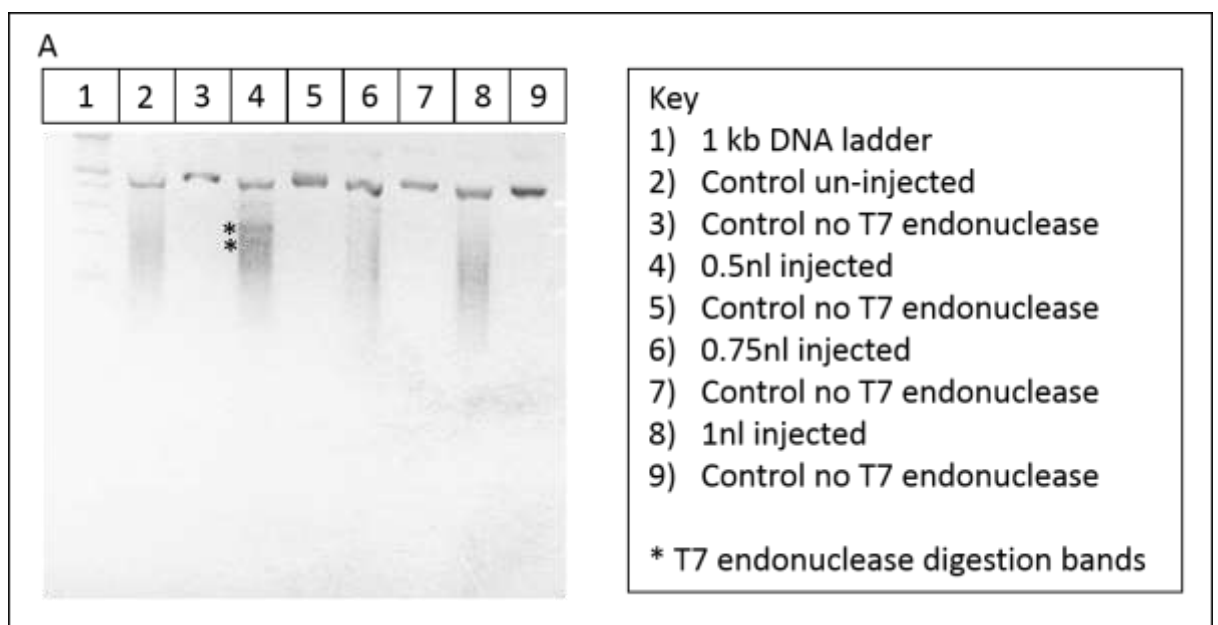 A
1 2 3 4 5 6 7 8 9
Key
1) 1 kb DNA ladder
2) Control un-injected
3) Control no T7 endonuclease
4) 0.5nl injected
5) Control no T7 endonuclease
6) 0.75nl injected
7) Control no T7 endonuclease
8) 1nl injected
9) Control no T7 endonuclease
* T7 endonuclease digestion bands
*
*